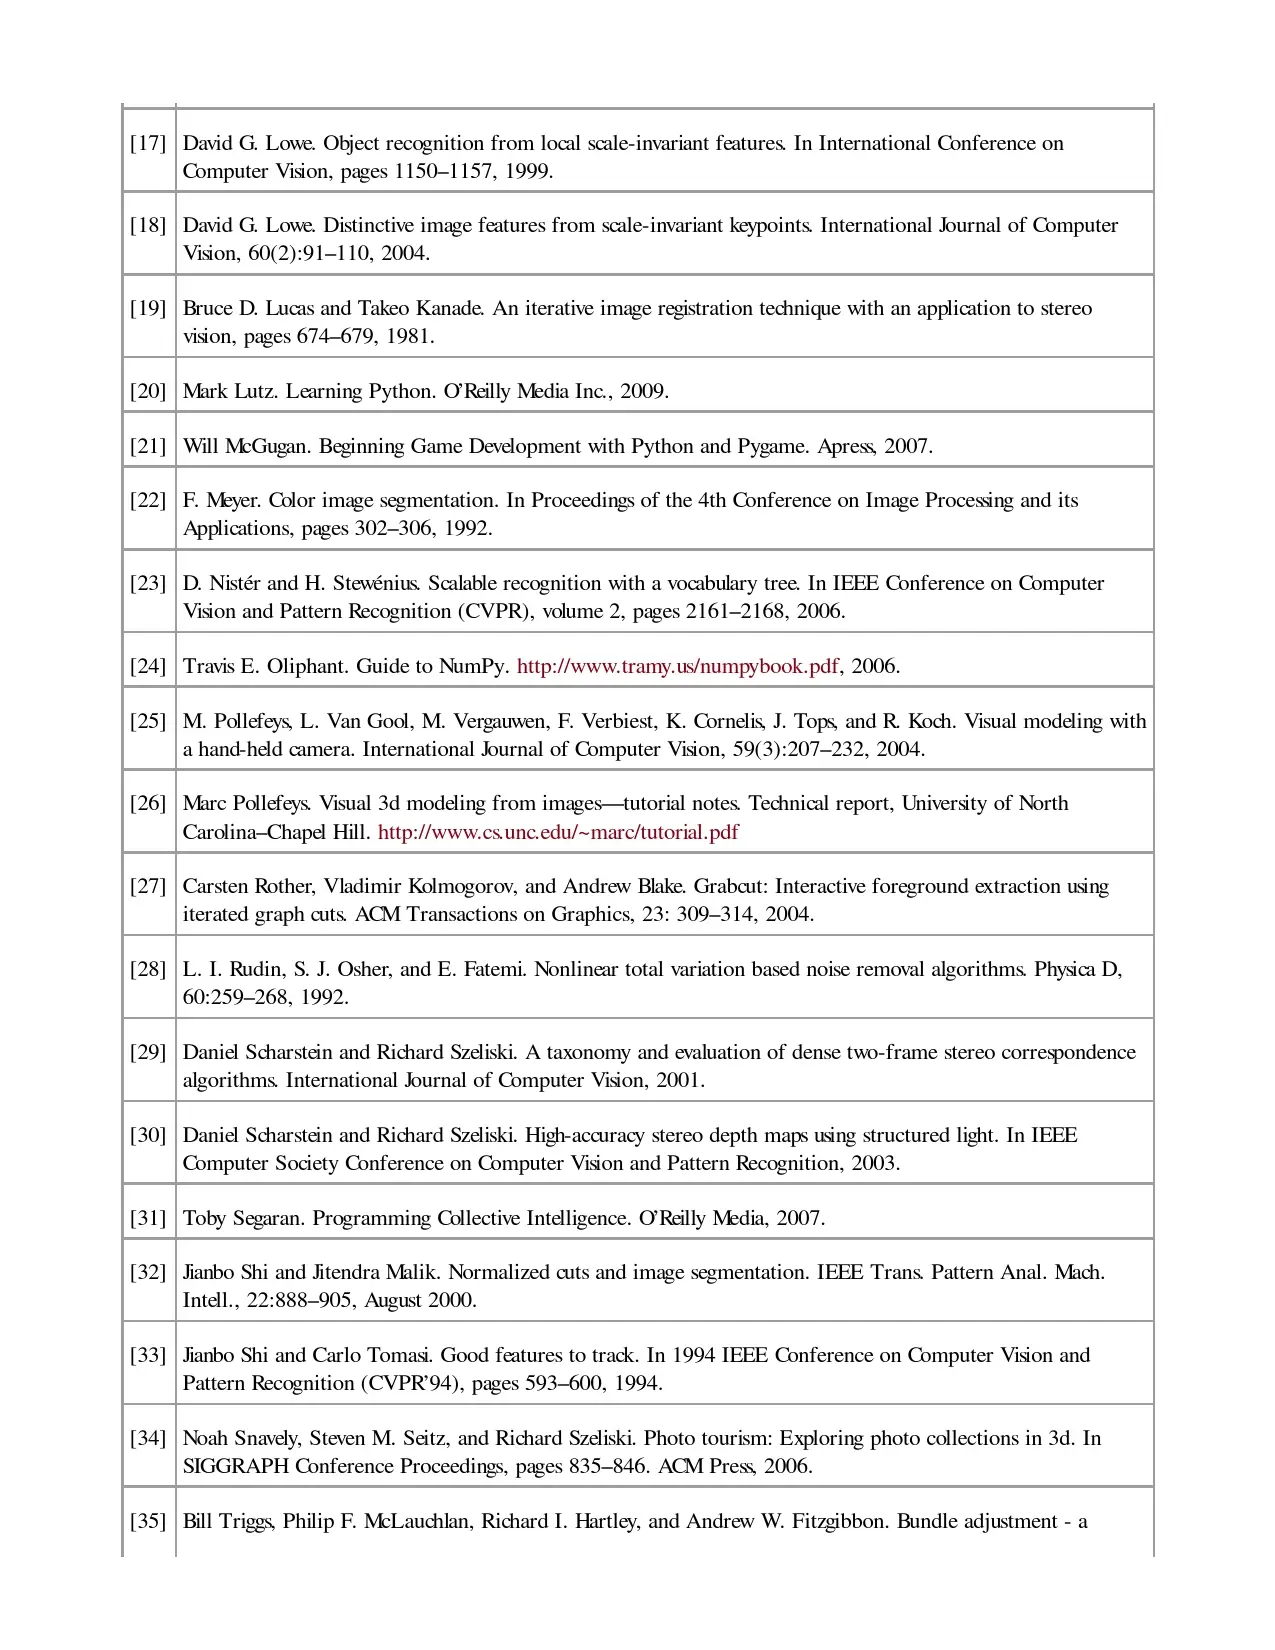 [17] David G. Lowe. Object recognition from local scale-invariant features. In International Conference on
Computer Vision, pages 1150–1157, 1999.
[18] David G. Lowe. Distinctive image features from scale-invariant keypoints. International Journal of Computer
Vision, 60(2):91–110, 2004.
[19] Bruce D. Lucas and Takeo Kanade. An iterative image registration technique with an application to stereo
vision, pages 674–679, 1981.
[20] Mark Lutz. Learning Python. O’Reilly Media Inc., 2009.
[21] Will McGugan. Beginning Game Development with Python and Pygame. Apress, 2007.
[22] F. Meyer. Color image segmentation. In Proceedings of the 4th Conference on Image Processing and its
Applications, pages 302–306, 1992.
[23] D. Nistér and H. Stewénius. Scalable recognition with a vocabulary tree. In IEEE Conference on Computer
Vision and Pattern Recognition (CVPR), volume 2, pages 2161–2168, 2006.
[24] Travis E. Oliphant. Guide to NumPy. http://www.tramy.us/numpybook.pdf, 2006.
[25] M. Pollefeys, L. Van Gool, M. Vergauwen, F. Verbiest, K. Cornelis, J. Tops, and R. Koch. Visual modeling with
a hand-held camera. International Journal of Computer Vision, 59(3):207–232, 2004.
[26] Marc Pollefeys. Visual 3d modeling from images—tutorial notes. Technical report, University of North
Carolina–Chapel Hill. http://www.cs.unc.edu/~marc/tutorial.pdf
[27] Carsten Rother, Vladimir Kolmogorov, and Andrew Blake. Grabcut: Interactive foreground extraction using
iterated graph cuts. ACM Transactions on Graphics, 23: 309–314, 2004.
[28] L. I. Rudin, S. J. Osher, and E. Fatemi. Nonlinear total variation based noise removal algorithms. Physica D,
60:259–268, 1992.
[29] Daniel Scharstein and Richard Szeliski. A taxonomy and evaluation of dense two-frame stereo correspondence
algorithms. International Journal of Computer Vision, 2001.
[30] Daniel Scharstein and Richard Szeliski. High-accuracy stereo depth maps using structured light. In IEEE
Computer Society Conference on Computer Vision and Pattern Recognition, 2003.
[31] Toby Segaran. Programming Collective Intelligence. O’Reilly Media, 2007.
[32] Jianbo Shi and Jitendra Malik. Normalized cuts and image segmentation. IEEE Trans. Pattern Anal. Mach.
Intell., 22:888–905, August 2000.
[33] Jianbo Shi and Carlo Tomasi. Good features to track. In 1994 IEEE Conference on Computer Vision and
Pattern Recognition (CVPR’94), pages 593–600, 1994.
[34] Noah Snavely, Steven M. Seitz, and Richard Szeliski. Photo tourism: Exploring photo collections in 3d. In
SIGGRAPH Conference Proceedings, pages 835–846. ACM Press, 2006.
[35] Bill Triggs, Philip F. McLauchlan, Richard I. Hartley, and Andrew W. Fitzgibbon. Bundle adjustment - a